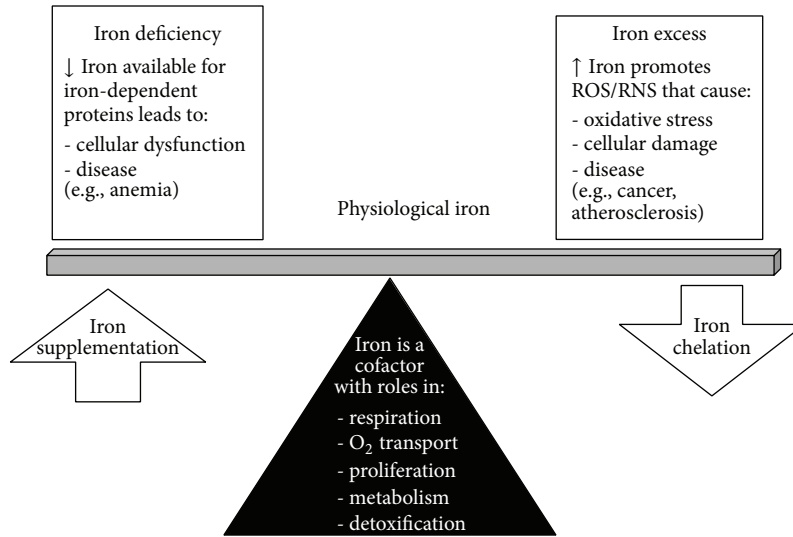 Iron deficiency
↓ Iron available for
iron-dependent
proteins leads to:
- cellular dysfunction
- disease
(e.g., anemia)
Iron excess
↑ Iron promotes
ROS/RNS that cause:
- oxidative stress
- cellular damage
- disease
(e.g., cancer,
atherosclerosis)
Physiological iron
Iron
supplementation
Iron is a
cofactor
with roles in:
- respiration
- O₂ transport
- proliferation
- metabolism
- detoxification
Iron
chelation